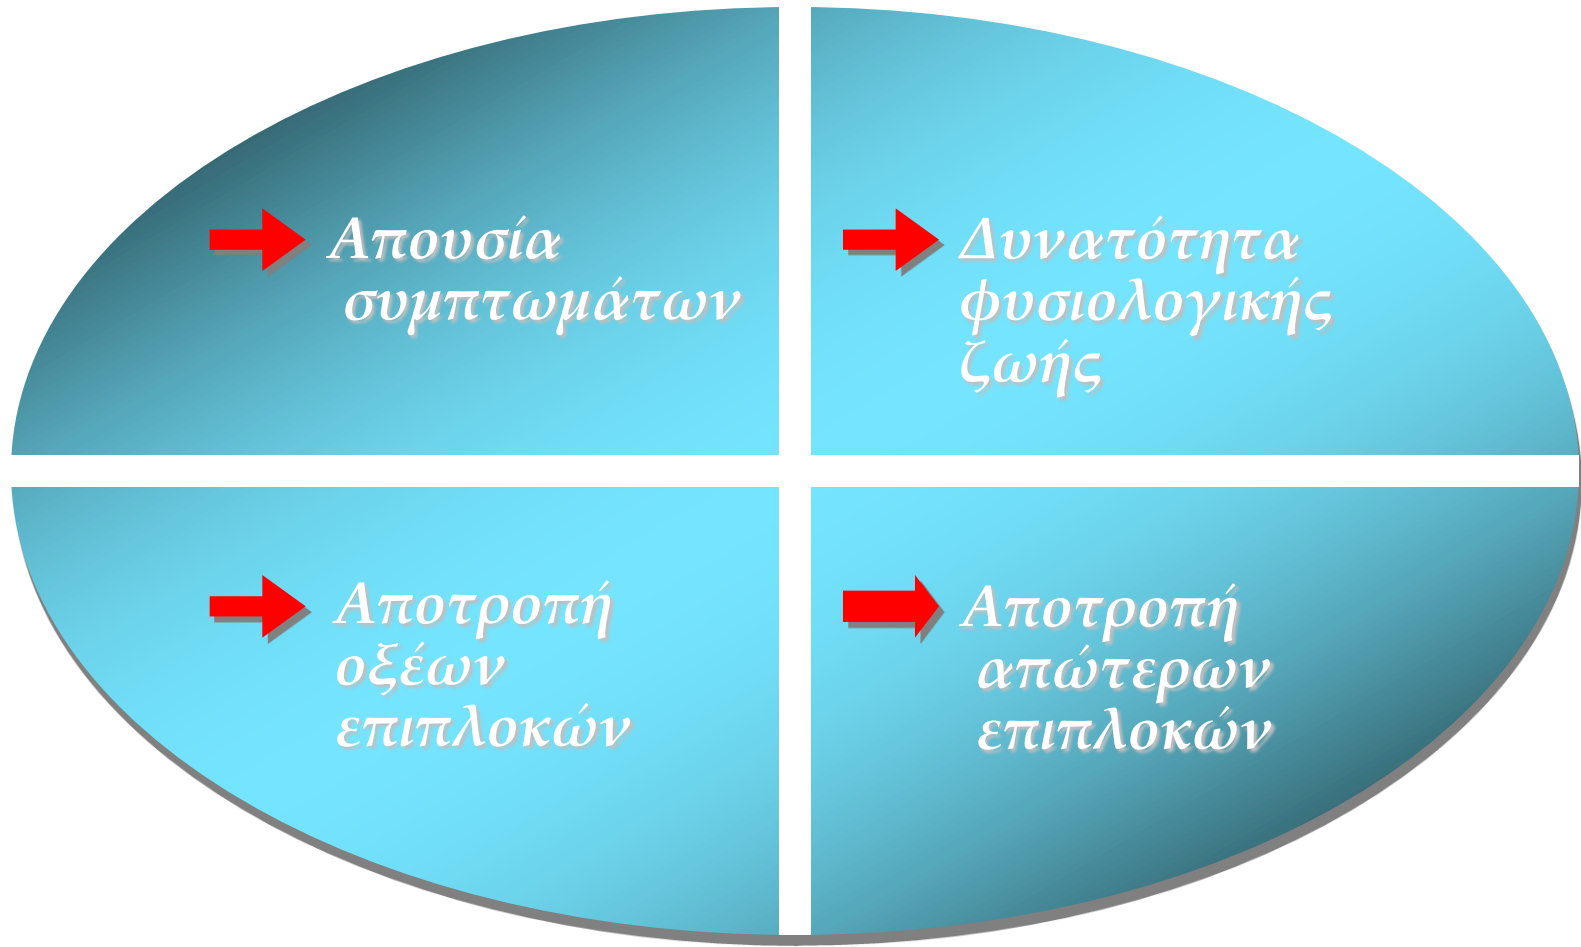 Απουσία
συμπτωμάτων
Δυνατότητα
φυσιολογικής
ζωής
Αποτροπή
οξέων
επιπλοκών
Αποτροπή
απώτερων
επιπλοκών